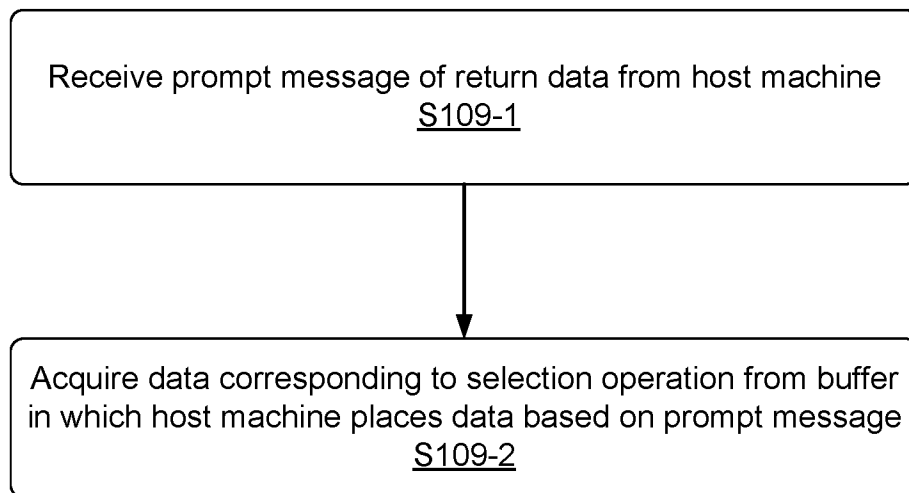 Receive prompt message of return data from host machine
S109-1
Acquire data corresponding to selection operation from buffer
in which host machine places data based on prompt message
S109-2